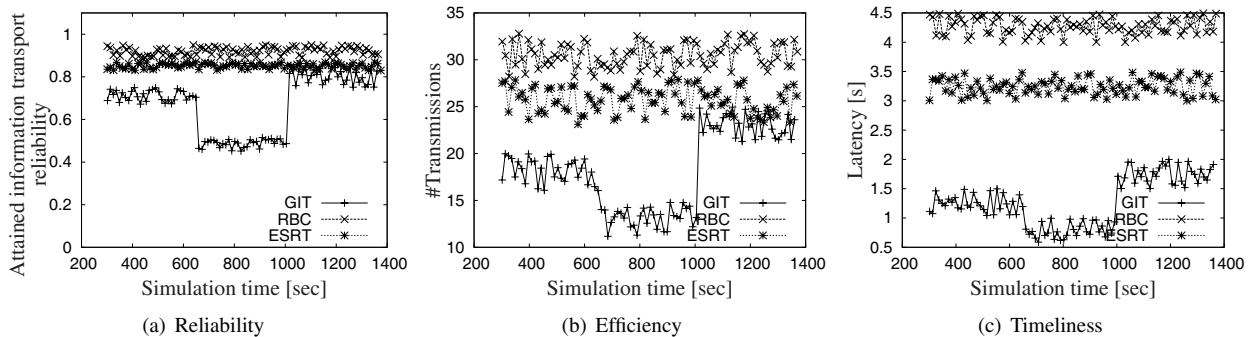 Attained information transport
reliability
1
0.8
0.6
0.4
0.2
0
GIT
RBC
ESRT
200 400 600 800 1000 1200 1400
Simulation time [sec]
(a) Reliability
#Transmissions
35
30
25
20
15
10
GIT
RBC
ESRT
200 400 600 800 1000 1200 1400
Simulation time [sec]
(b) Efficiency
Latency [s]
4.5
4
3.5
3
2.5
2
1.5
1
0.5
GIT
RBC
ESRT
200 400 600 800 1000 1200 1400
Simulation time [sec]
(c) Timeliness